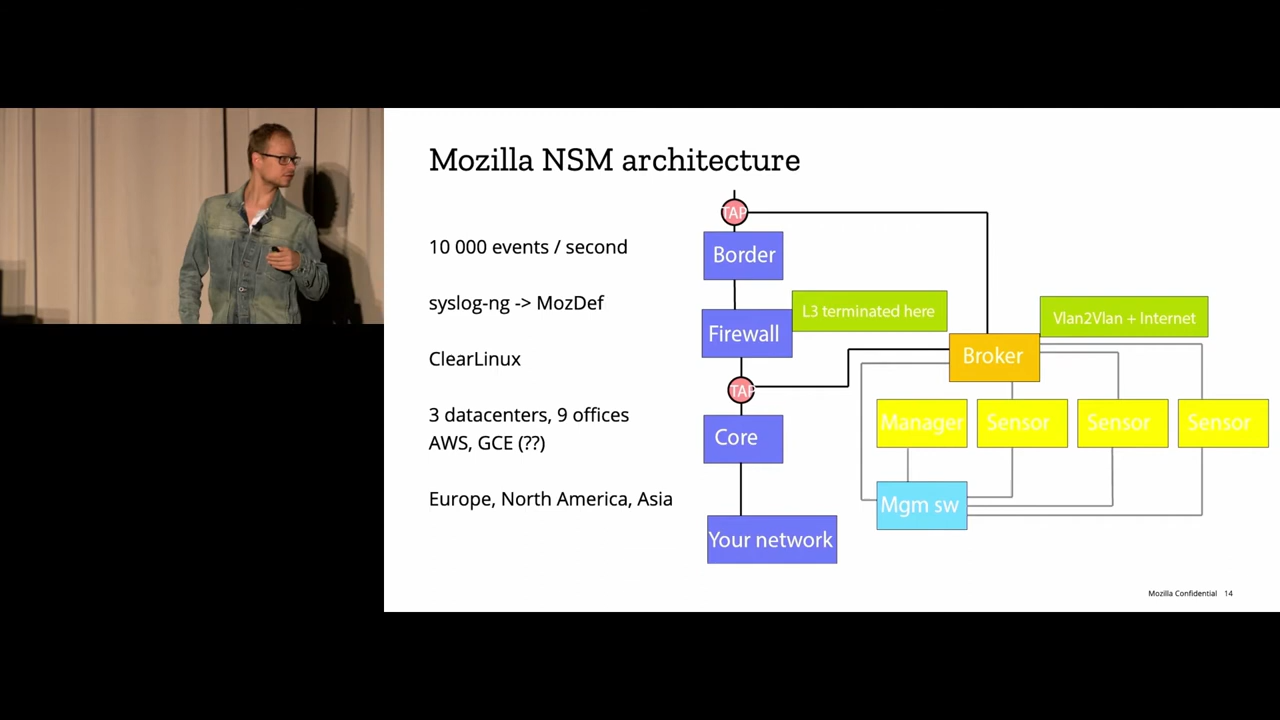 Mozilla NSM architecture
10 000 events / second
syslog-ng -> MozDef
ClearLinux
3 datacenters, 9 offices
AWS, GCE (??)
Europe, North America, Asia
TAP
Border
L3 terminated here
Vlan2Vlan + Internet
Firewall
Broker
TAP
Manager
Sensor
Sensor
Sensor
Core
Mgm sw
Your network
Mozilla Confidential 14